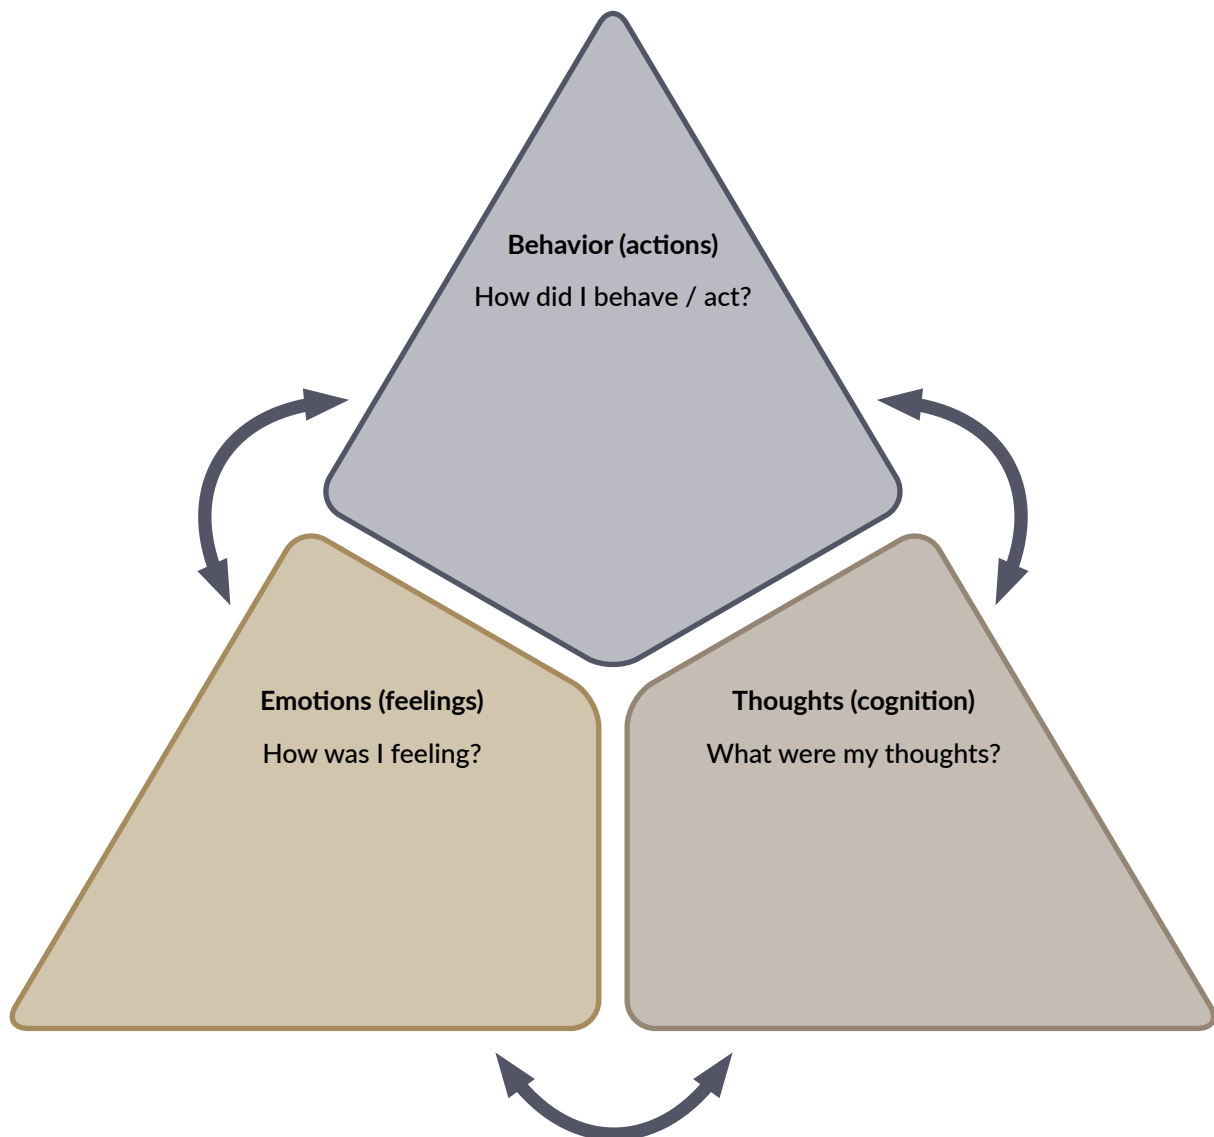 Behavior (actions)
How did I behave / act?
Emotions (feelings)
How was I feeling?
Thoughts (cognition)
What were my thoughts?